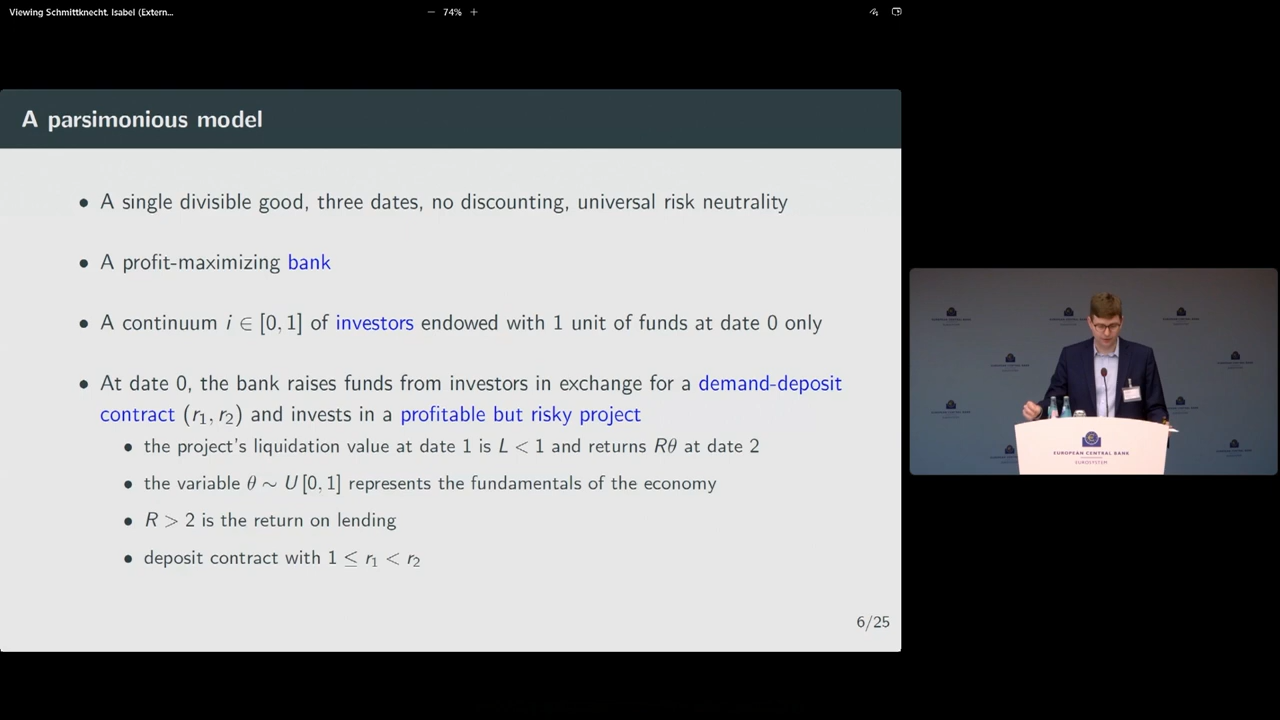 Viewing Schmittknecht, Isabel (Extern...
− 74% +
A parsimonious model
• A single divisible good, three dates, no discounting, universal risk neutrality
• A profit-maximizing bank
• A continuum i ∈ [0, 1] of investors endowed with 1 unit of funds at date 0 only
• At date 0, the bank raises funds from investors in exchange for a demand-deposit
contract (r₁, r₂) and invests in a profitable but risky project
• the project's liquidation value at date 1 is L < 1 and returns Rθ at date 2
• the variable θ ∼ U [0, 1] represents the fundamentals of the economy
• R > 2 is the return on lending
• deposit contract with 1 ≤ r₁ < r₂
6/25
EUROPEAN CENTRAL BANK
EUROSYSTEM